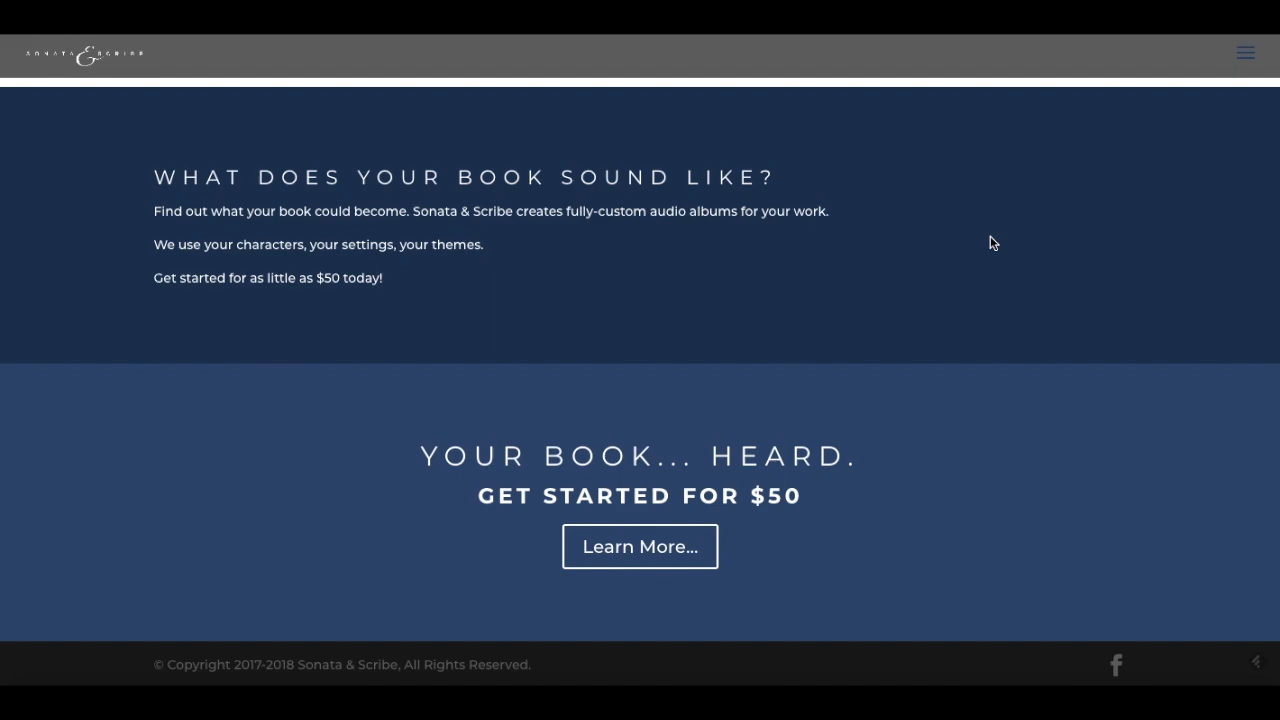 SONATA & SCRIBE
WHAT DOES YOUR BOOK SOUND LIKE?
Find out what your book could become. Sonata & Scribe creates fully-custom audio albums for your work.
We use your characters, your settings, your themes.
Get started for as little as $50 today!
YOUR BOOK... HEARD.
GET STARTED FOR $50
Learn More...
© Copyright 2017-2018 Sonata & Scribe, All Rights Reserved.